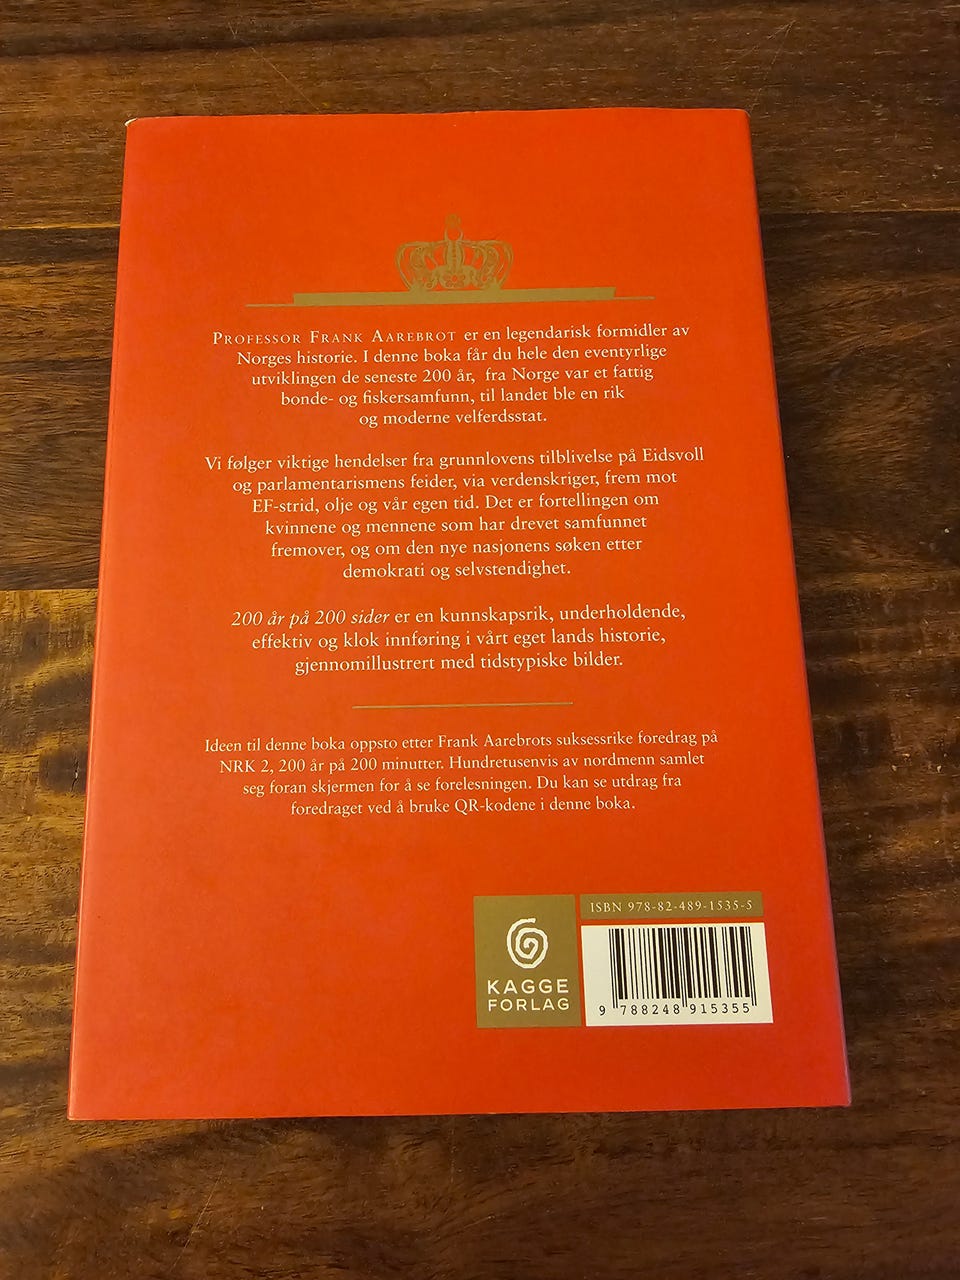 PROFESSOR FRANK AAREBROT er en legendarisk formidler av
Norges historie. I denne boka får du hele den eventyrlige
utviklingen de seneste 200 år, fra Norge var et fattig
bonde- og fiskersamfunn, til landet ble en rik
og moderne velferdsstat.
Vi følger viktige hendelser fra grunnlovens tilblivelse på Eidsvoll
og parlamentarismens feider, via verdenskriger, frem mot
EF-strid, olje og vår egen tid. Det er fortellingen om
kvinnene og mennene som har drevet samfunnet
fremover, og om den nye nasjonens søken etter
demokrati og selvstendighet.
200 år på 200 sider er en kunnskapsrik, underholdende,
effektiv og klok innføring i vårt eget lands historie,
gjennomillustrert med tidstypiske bilder.
Ideen til denne boka oppsto etter Frank Aarebrots suksessrike foredrag på
NRK 2, 200 år på 200 minutter. Hundretusenvis av nordmenn samlet
seg foran skjermen for å se forelesningen. Du kan se utdrag fra
foredraget ved å bruke QR-kodene i denne boka.
KAGGE
FORLAG
ISBN 978-82-489-1535-5
9 788248 915355